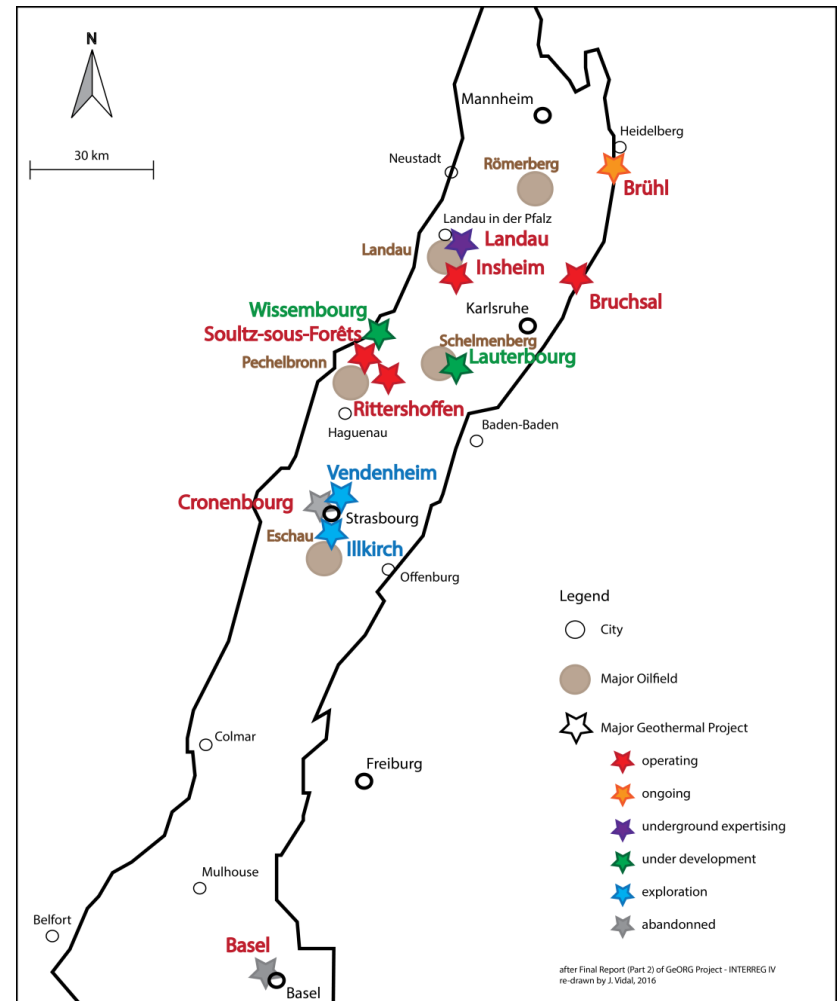 N
30 km
Mannheim
Heidelberg
Neustadt
Römerberg
Brühl
Landau in der Pfalz
Landau
Landau
Insheim
Bruchsal
Karlsruhe
Wissembourg
Soultz-sous-Forêts
Schelmenberg
Pechelbronn
Lauterbourg
Rittershoffen
Haguenau
Baden-Baden
Vendenheim
Cronenbourg
Strasbourg
Eschau
Illkirch
Offenburg
Legend
City
Major Oilfield
Major Geothermal Project
operating
ongoing
underground expertising
under development
exploration
abandonned
Colmar
Freiburg
Mulhouse
Belfort
Basel
Basel
after Final Report (Part 2) of GeORG Project - INTERREG IV
re-drawn by J. Vidal, 2016